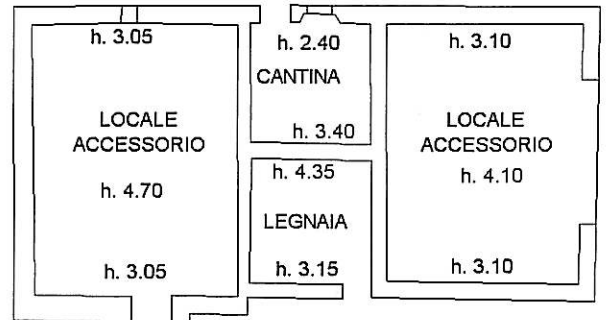 h. 3.05
LOCALE
ACCESSORIO
h. 4.70
h. 3.05
h. 2.40
CANTINA
h. 3.40
h. 4.35
LEGNAIA
h. 3.15
h. 3.10
LOCALE
ACCESSORIO
h. 4.10
h. 3.10